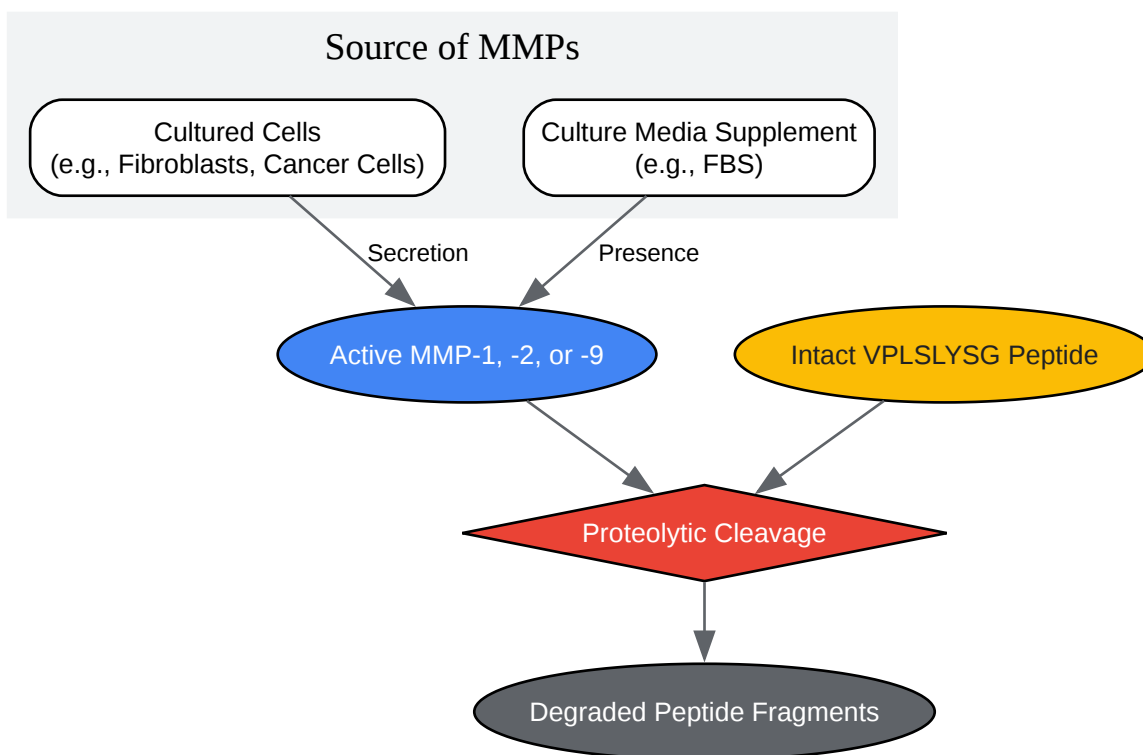 Source of MMPs
Cultured Cells
(e.g., Fibroblasts, Cancer Cells)
Culture Media Supplement
(e.g., FBS)
Secretion
Presence
Active MMP-1, -2, or -9
Intact VPLSLYSG Peptide
Proteolytic Cleavage
Degraded Peptide Fragments